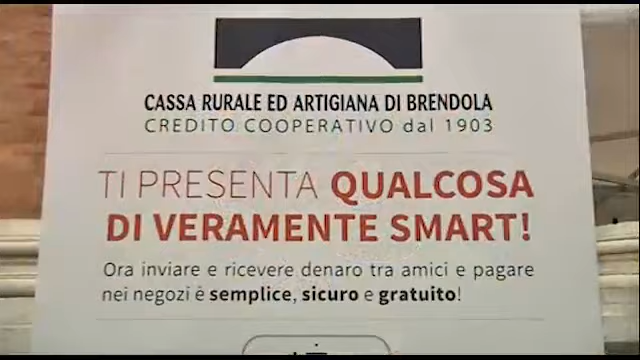 CASSA RURALE ED ARTIGIANA DI BRENDOLA
CREDITO COOPERATIVO dal 1903
TI PRESENTA QUALCOSA
DI VERAMENTE SMART!
Ora inviare e ricevere denaro tra amici e pagare
nei negozi è semplice, sicuro e gratuito!